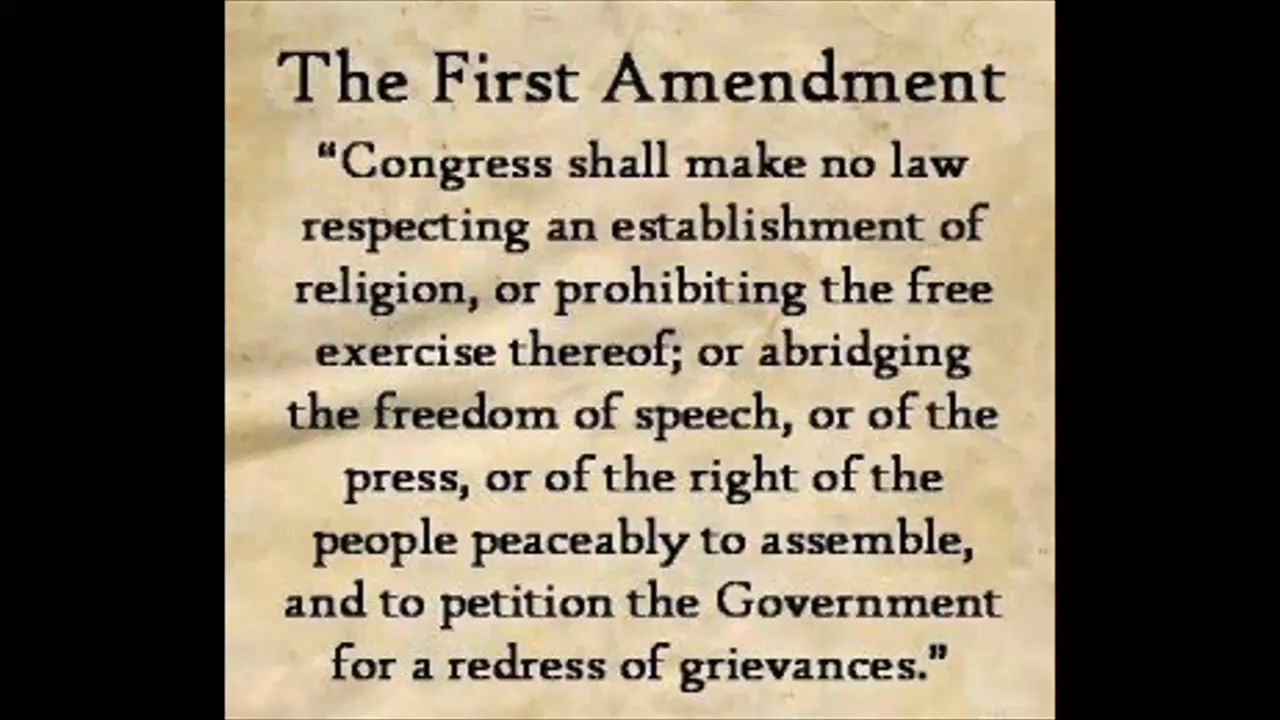 The First Amendment
“Congress shall make no law
respecting an establishment of
religion, or prohibiting the free
exercise thereof; or abridging
the freedom of speech, or of the
press, or of the right of the
people peaceably to assemble,
and to petition the Government
for a redress of grievances.”